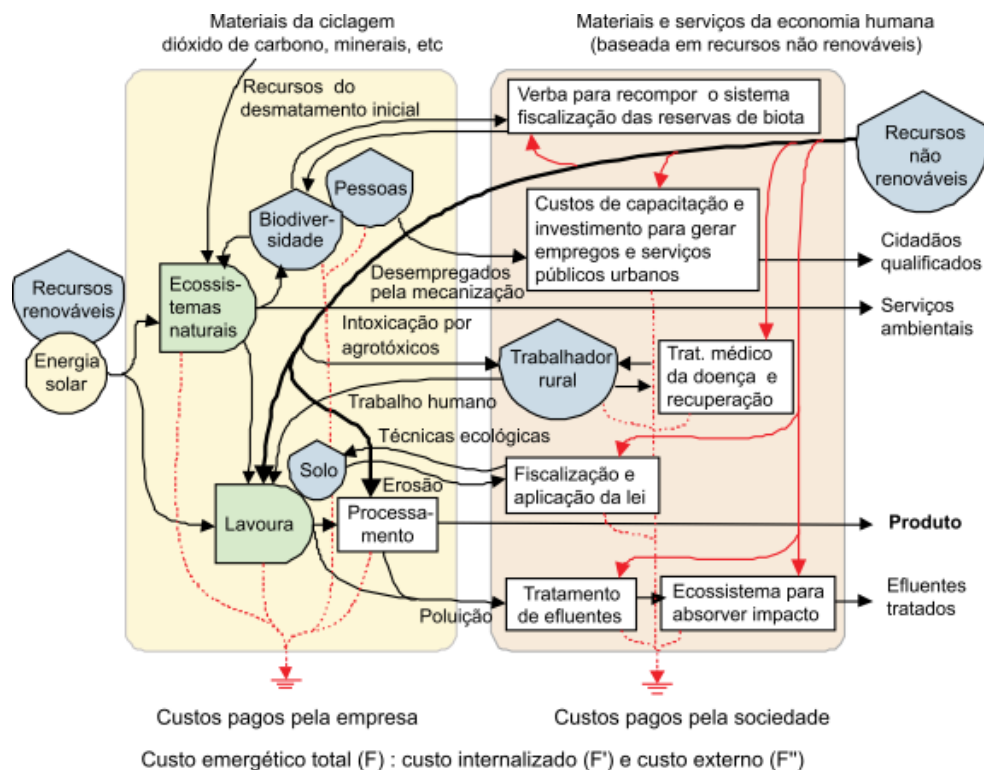 Materiais da ciclagem
dióxido de carbono, minerais, etc
Materiais e serviços da economia humana
(baseada em recursos não renováveis)
Recursos do
desmatamento inicial
Verba para recompor o sistema
fiscalização das reservas de biota
Recursos
não
renováveis
Pessoas
Biodiver-
sidade
Custos de capacitação e
investimento para gerar
empregos e serviços
públicos urbanos
Cidadãos
qualificados
Recursos
renováveis
Energia
solar
Ecossis-
temas
naturais
Desempregados
pela mecanização
Serviços
ambientais
Intoxicação por
agrotóxicos
Trabalhador
rural
Trat. médico
da doença e
recuperação
Trabalho humano
Técnicas ecológicas
Solo
Erosão
Fiscalização e
aplicação da lei
Lavoura
Processa-
mento
Produto
Poluição
Tratamento
de efluentes
Ecossistema para
absorver impacto
Efluentes
tratados
Custos pagos pela empresa
Custos pagos pela sociedade
Custo emergético total (F) : custo internalizado (F') e custo externo (F")